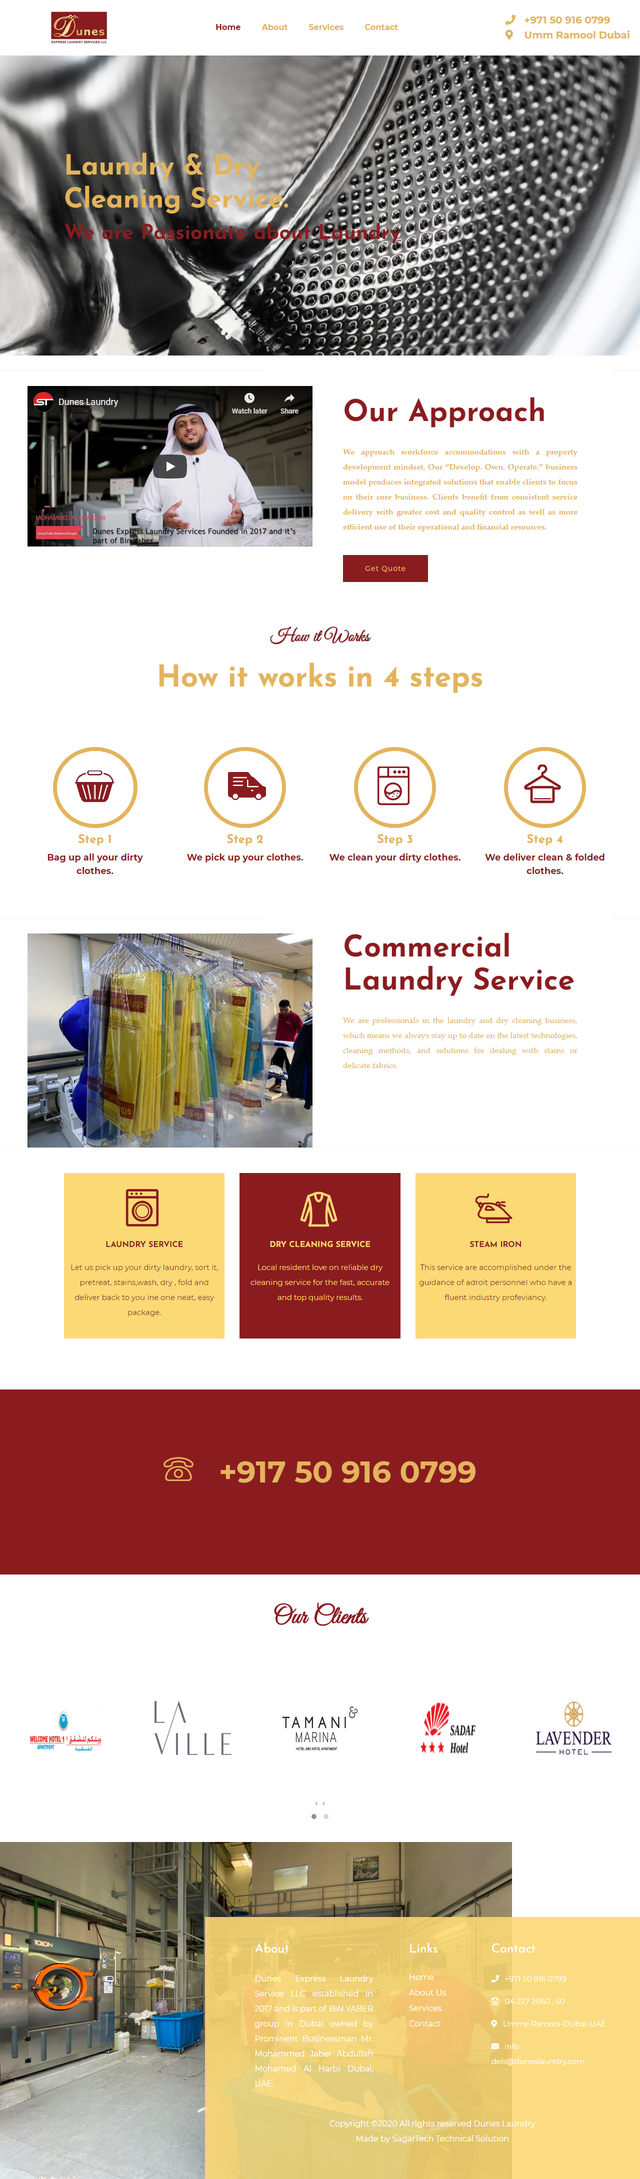 Dunes
EXPRESS LAUNDRY SERVICES LLC
Home
About
Services
Contact
+971 50 916 0799
Umm Ramool Dubai
Laundry & Dry
Cleaning Service.
We are Passionate about Laundry
ST
Dunes Laundry
Watch later
Share
Dunes Express Laundry Services Founded in 2017 and it's
part of Bin Yaber
Our Approach
We approach workforce accommodations with a property
development mindset. Our "Develop. Own. Operate." business
model produces integrated solutions that enable clients to focus
on their core business. Clients benefit from consistent service
delivery with greater cost and quality control as well as more
efficient use of their operational and financial resources.
Get Quote
How it Works
How it works in 4 steps
Step 1
Bag up all your dirty
clothes.
Step 2
We pick up your clothes.
Step 3
We clean your dirty clothes.
Step 4
We deliver clean & folded
clothes.
Commercial
Laundry Service
We are professionals in the laundry and dry cleaning business,
which means we always stay up to date on the latest technologies,
cleaning methods, and solutions for dealing with stains or
delicate fabrics.
LAUNDRY SERVICE
Let us pick up your dirty laundry, sort it,
pretreat, stains,wash, dry , fold and
deliver back to you ine one neat, easy
package.
DRY CLEANING SERVICE
Local resident love on reliable dry
cleaning service for the fast, accurate
and top quality results.
STEAM IRON
This service are accomplished under the
guidance of adroit personnel who have a
fluent industry profeviancy.
+917 50 916 0799
Our Clients
WELCOME HOTEL
APARTMENT
LA
VILLE
TAMANI &
MARINA
HOTEL AND HOTEL APARTMENT
SADAF
Hotel
LAVENDER
HOTEL
TOLON
About
Dunes Express Laundry
Service LLC established in
2017 and is part of BIN YABER
group in Dubai owned by
Prominent Businessman Mr.
Mohammed Jaber Abdullah
Mohamed Al Harbi Dubai,
UAE.
Links
Home
About Us
Services
Contact
Contact
+971 50 916 0799
04 227 2860 , 50
Umme Ramool-DUbai-UAE
info-
dels@duneslaundry.com
Copyright ©2020 All rights reserved Dunes Laundry
Made by SagarTech Technical Solution